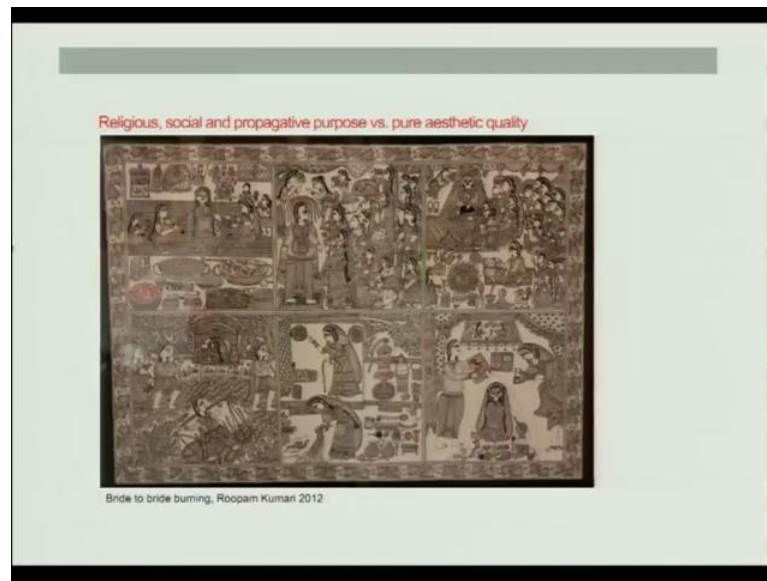 Religious, social and propagative purpose vs. pure aesthetic quality
Bride to bride burning, Roopam Kumari 2012